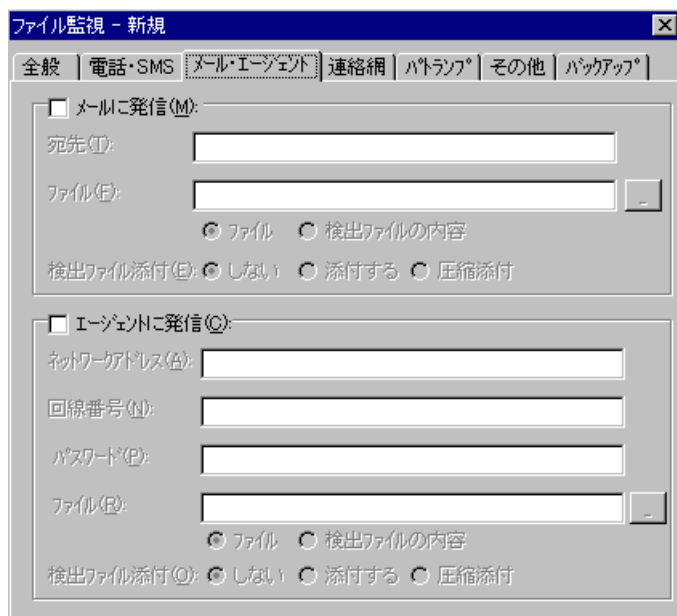 ファイル監視 - 新規
全般 電話・SMS ﾒｰﾙ・ｴｰｼﾞｪﾝﾄ 連絡網 ﾊﾟﾄﾗﾝﾌﾟ その他 ﾊﾞｯｸｱｯﾌﾟ
ﾒｰﾙに発信(M):
宛先(T):
ﾌｧｲﾙ(F):
ﾌｧｲﾙ 検出ﾌｧｲﾙの内容
検出ﾌｧｲﾙ添付(E): しない 添付する 圧縮添付
ｴｰｼﾞｪﾝﾄに発信(C):
ﾈｯﾄﾜｰｸｱﾄﾞﾚｽ(A):
回線番号(N):
ﾊﾟｽﾜｰﾄﾞ(P):
ﾌｧｲﾙ(R):
ﾌｧｲﾙ 検出ﾌｧｲﾙの内容
検出ﾌｧｲﾙ添付(O): しない 添付する 圧縮添付